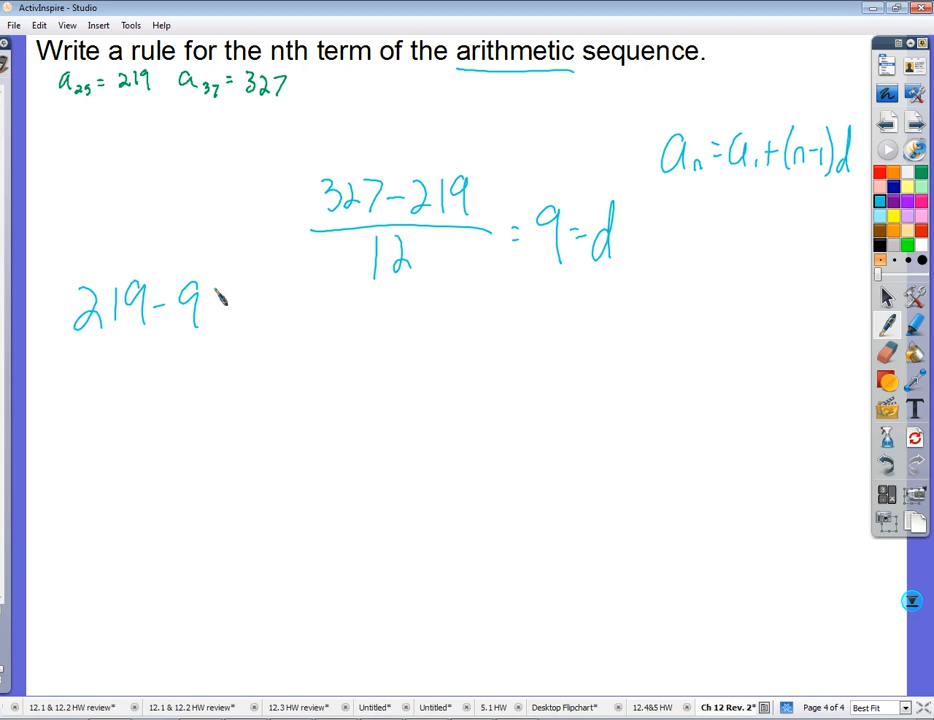 ActivInspire - Studio
File Edit View Insert Tools Help
Write a rule for the nth term of the arithmetic sequence.
a₂₅ = 219 a₃₇ = 327
aₙ = a₁ + (n-1)d
327 - 219
12
= 9 = d
219 - 9
T
12.1 & 12.2 HW review* 12.1 & 12.2 HW review* 12.3 HW review* Untitled* Untitled* 5.1 HW Desktop Flipchart* 12.4&5 HW Ch 12 Rev. 2* Page 4 of 4 Best Fit